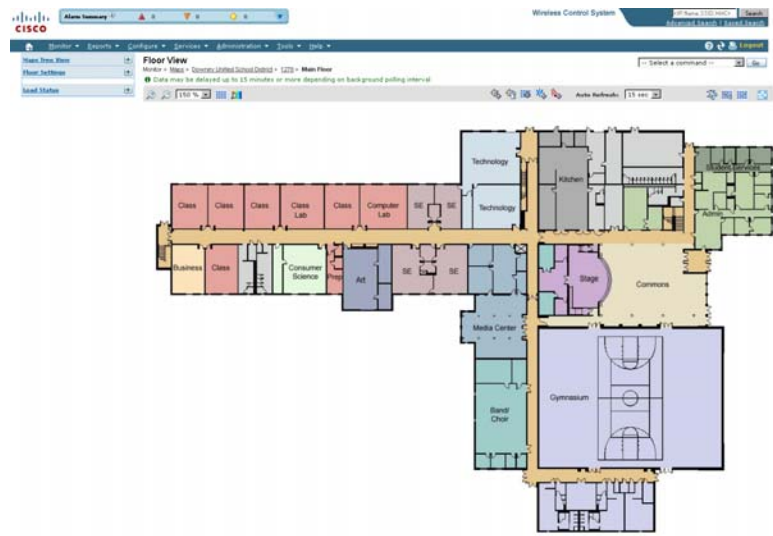 Alarm Summary 0 0 6
Wireless Control System
Search
CISCO
Advanced Search | Saved Search
Monitor Reports Configure Services Administration Tools Help
Logout
Maps Tree View
Floor View
-- Select a command -- Go
Floor Settings
Monitor > Maps > Downey Unified School District > 1275 > Main Floor
Data may be delayed up to 15 minutes or more depending on background polling interval
Load Status
150 %
Auto Refresh: 15 sec
Technology
Kitchen
Student Services
Class Class Class Class Lab Class Computer Lab SE SE
Technology
Admin
Business Class Consumer Science Prep Art SE SE
Stage
Commons
Media Center
Gymnasium
Band/
Choir